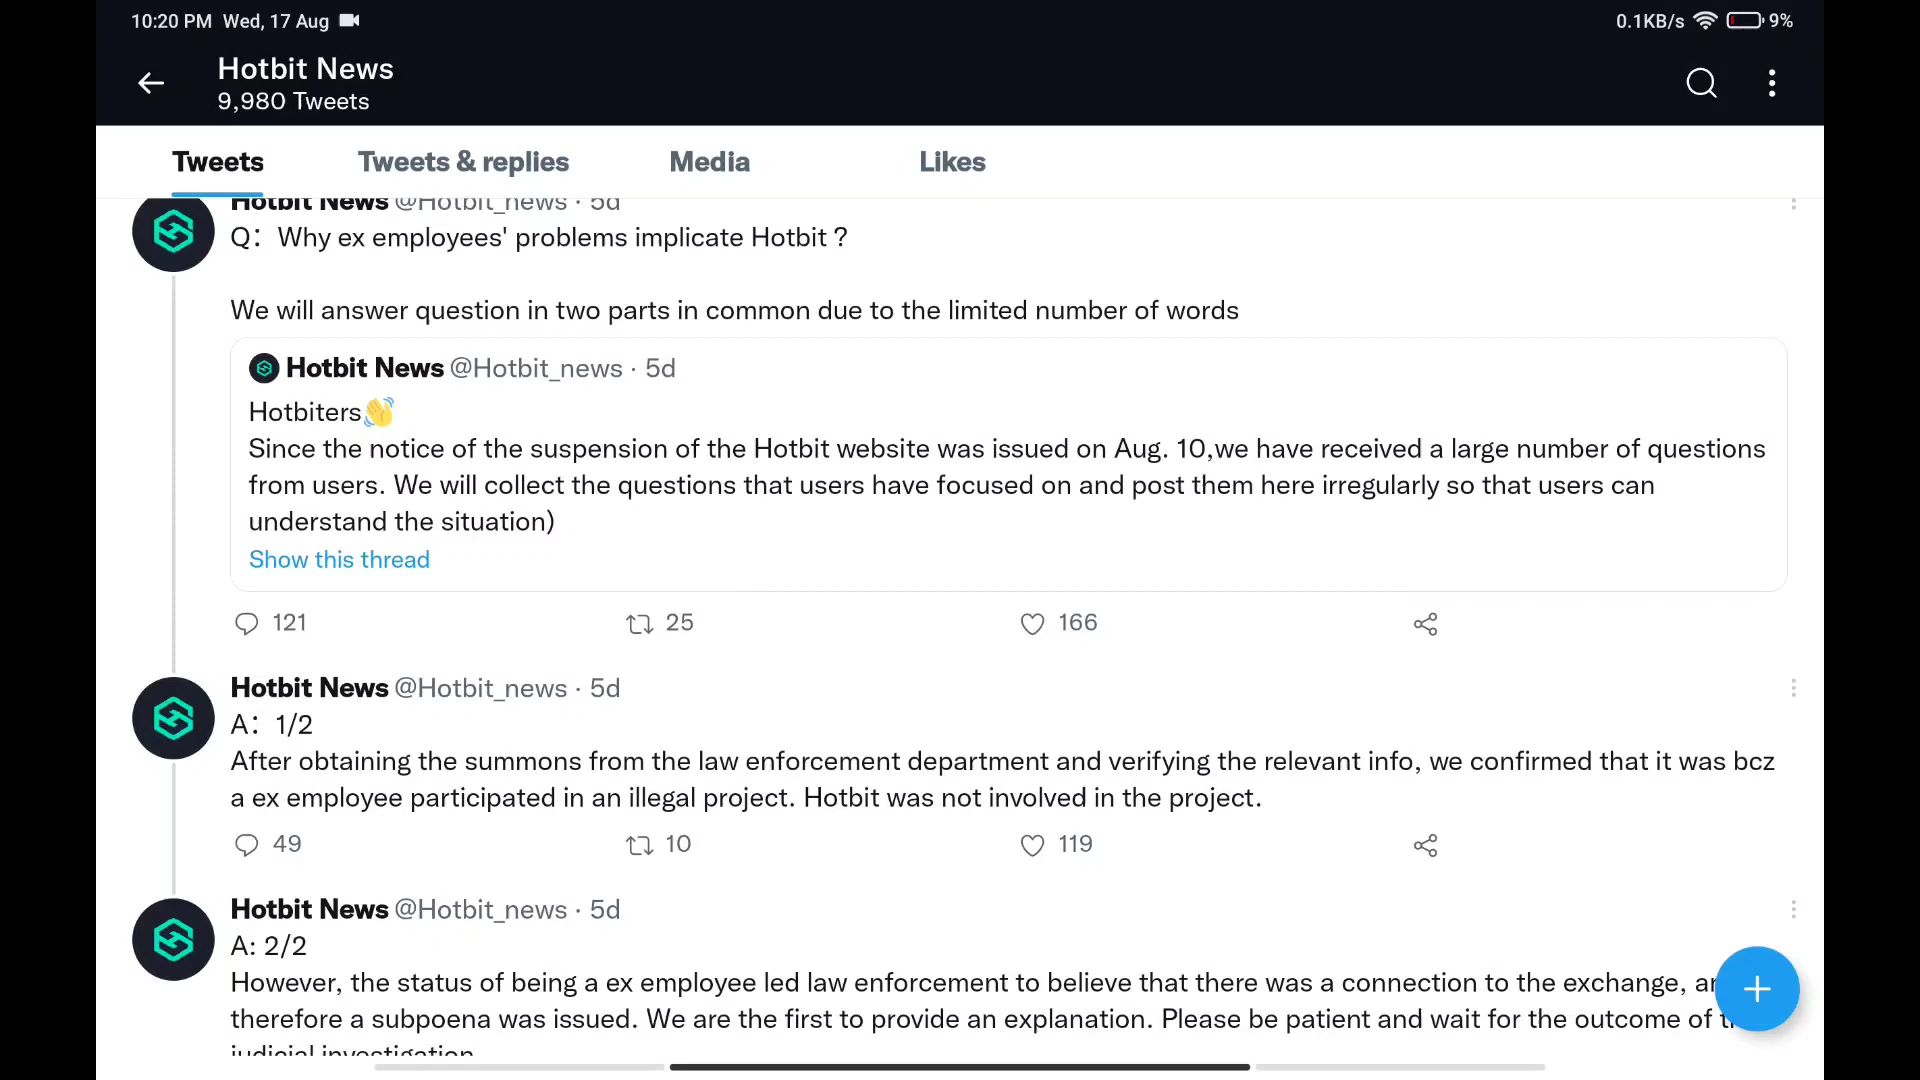 10:20 PM Wed, 17 Aug
0.1KB/s 9%
Hotbit News
9,980 Tweets
Tweets Tweets & replies Media Likes
Hotbit News @Hotbit_news · 5d
Q： Why ex employees' problems implicate Hotbit ?
We will answer question in two parts in common due to the limited number of words
Hotbit News @Hotbit_news · 5d
Hotbiters👋
Since the notice of the suspension of the Hotbit website was issued on Aug. 10,we have received a large number of questions
from users. We will collect the questions that users have focused on and post them here irregularly so that users can
understand the situation)
Show this thread
121 25 166
Hotbit News @Hotbit_news · 5d
A： 1/2
After obtaining the summons from the law enforcement department and verifying the relevant info, we confirmed that it was bcz
a ex employee participated in an illegal project. Hotbit was not involved in the project.
49 10 119
Hotbit News @Hotbit_news · 5d
A: 2/2
However, the status of being a ex employee led law enforcement to believe that there was a connection to the exchange,
therefore a subpoena was issued. We are the first to provide an explanation. Please be patient and wait for the outcome of
judicial investigation